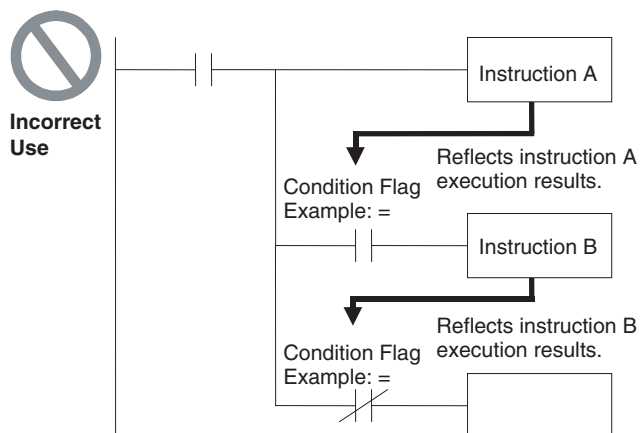 Incorrect
Use
Instruction A
Reflects instruction A
execution results.
Condition Flag
Example: =
Instruction B
Reflects instruction B
execution results.
Condition Flag
Example: =